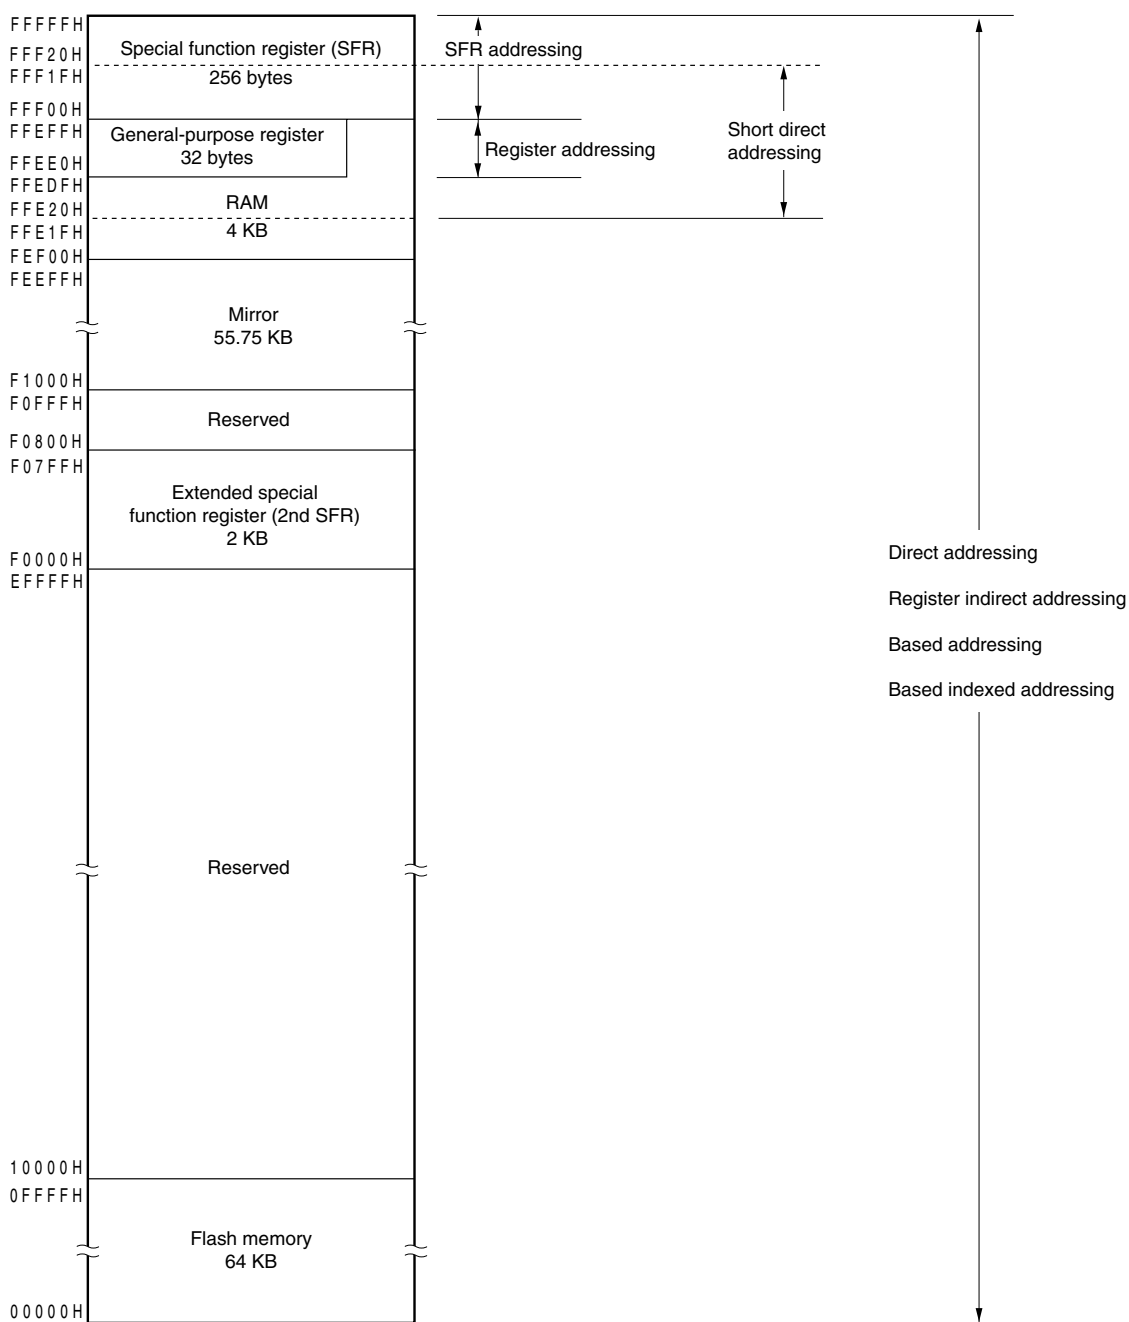 FFFFFH
Special function register (SFR)
SFR addressing
FFF20H
FFF1FH
256 bytes
FFF00H
FFEFFH
General-purpose register
32 bytes
Register addressing
Short direct
addressing
FFEE0H
FFEDFH
RAM
FFE20H
FFE1FH
4 KB
FEF00H
FEEFFH
Mirror
55.75 KB
F1000H
F0FFFH
Reserved
F0800H
F07FFH
Extended special
function register (2nd SFR)
2 KB
F0000H
EFFFFH
Direct addressing
Register indirect addressing
Based addressing
Based indexed addressing
Reserved
10000H
0FFFFH
Flash memory
64 KB
00000H